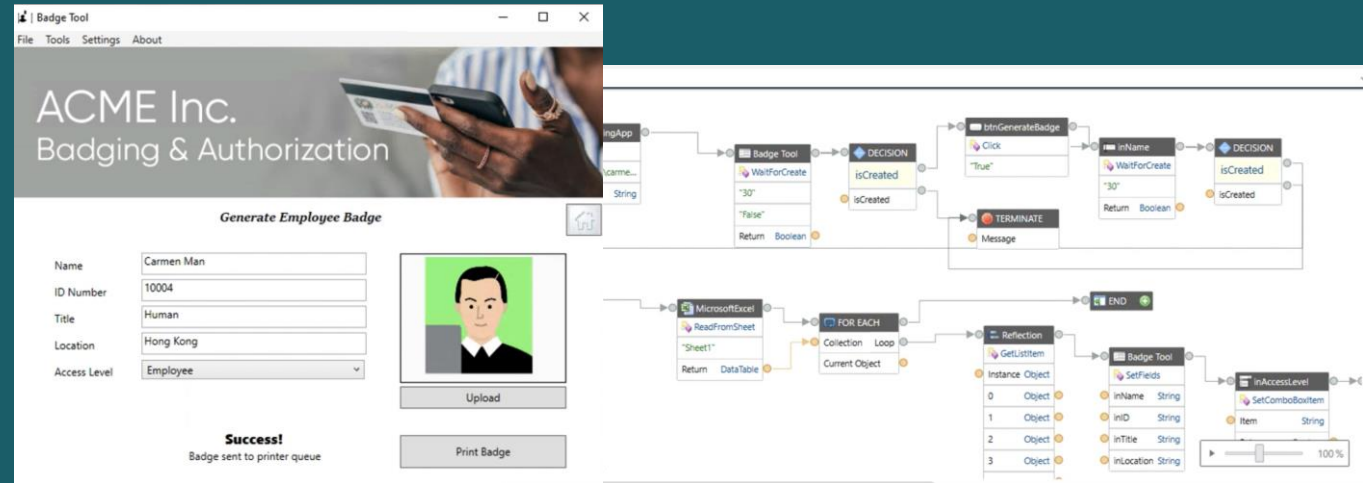 Badge Tool
File Tools Settings About
ACME Inc.
Badging & Authorization
Generate Employee Badge
Name Carmen Man
ID Number 10004
Title Human
Location Hong Kong
Access Level Employee
Upload
Success!
Badge sent to printer queue
Print Badge
ingApp
\carme...
String
Badge Tool
WaitForCreate
"30"
"False"
Return Boolean
DECISION
isCreated
isCreated
btnGenerateBadge
Click
"True"
TERMINATE
Message
inName
WaitForCreate
"30"
Return Boolean
DECISION
isCreated
isCreated
MicrosoftExcel
ReadFromSheet
"Sheet1"
Return DataTable
FOR EACH
Collection Loop
Current Object
END
Reflection
GetListItem
Instance Object
0 Object
1 Object
2 Object
3 Object
Badge Tool
SetFields
inName String
inID String
inTitle String
inLocation String
inAccessLevel
SetComboBoxItem
Item String
100 %